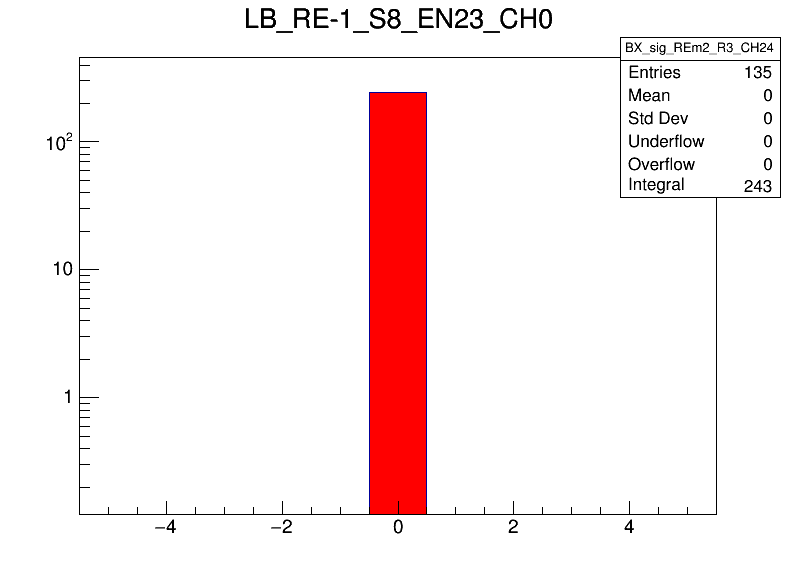 LB_RE-1_S8_EN23_CH0
BX_sig_REm2_R3_CH24
Entries 135
Mean 0
Std Dev 0
Underflow 0
Overflow 0
Integral 243
10²
10
1
−4 −2 0 2 4